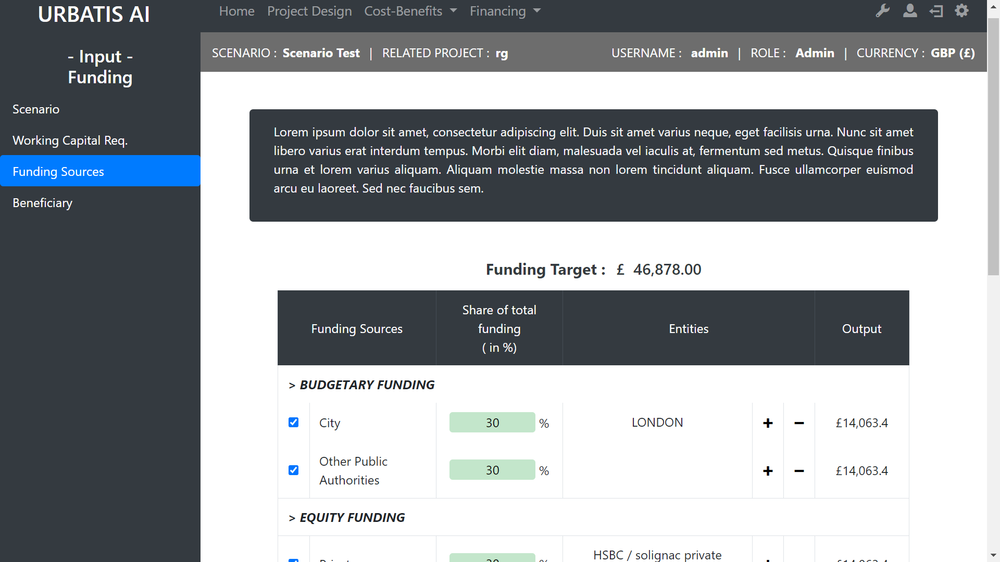 URBATIS AI
Home Project Design Cost-Benefits Financing
- Input -
Funding
SCENARIO : Scenario Test | RELATED PROJECT : rg USERNAME : admin | ROLE : Admin | CURRENCY : GBP (£)
Scenario
Working Capital Req.
Funding Sources
Beneficiary
Lorem ipsum dolor sit amet, consectetur adipiscing elit. Duis sit amet varius neque, eget facilisis urna. Nunc sit amet
libero varius erat interdum tempus. Morbi elit diam, malesuada vel iaculis at, fermentum sed metus. Quisque finibus
urna et lorem varius aliquam. Aliquam molestie massa non lorem tincidunt aliquam. Fusce ullamcorper euismod
arcu eu laoreet. Sed nec faucibus sem.
Funding Target : £ 46,878.00
Funding Sources
Share of total
funding
( in %)
Entities
Output
> BUDGETARY FUNDING
City 30 % LONDON + − £14,063.4
Other Public
Authorities
30 % + − £14,063.4
> EQUITY FUNDING
HSBC / solignac private